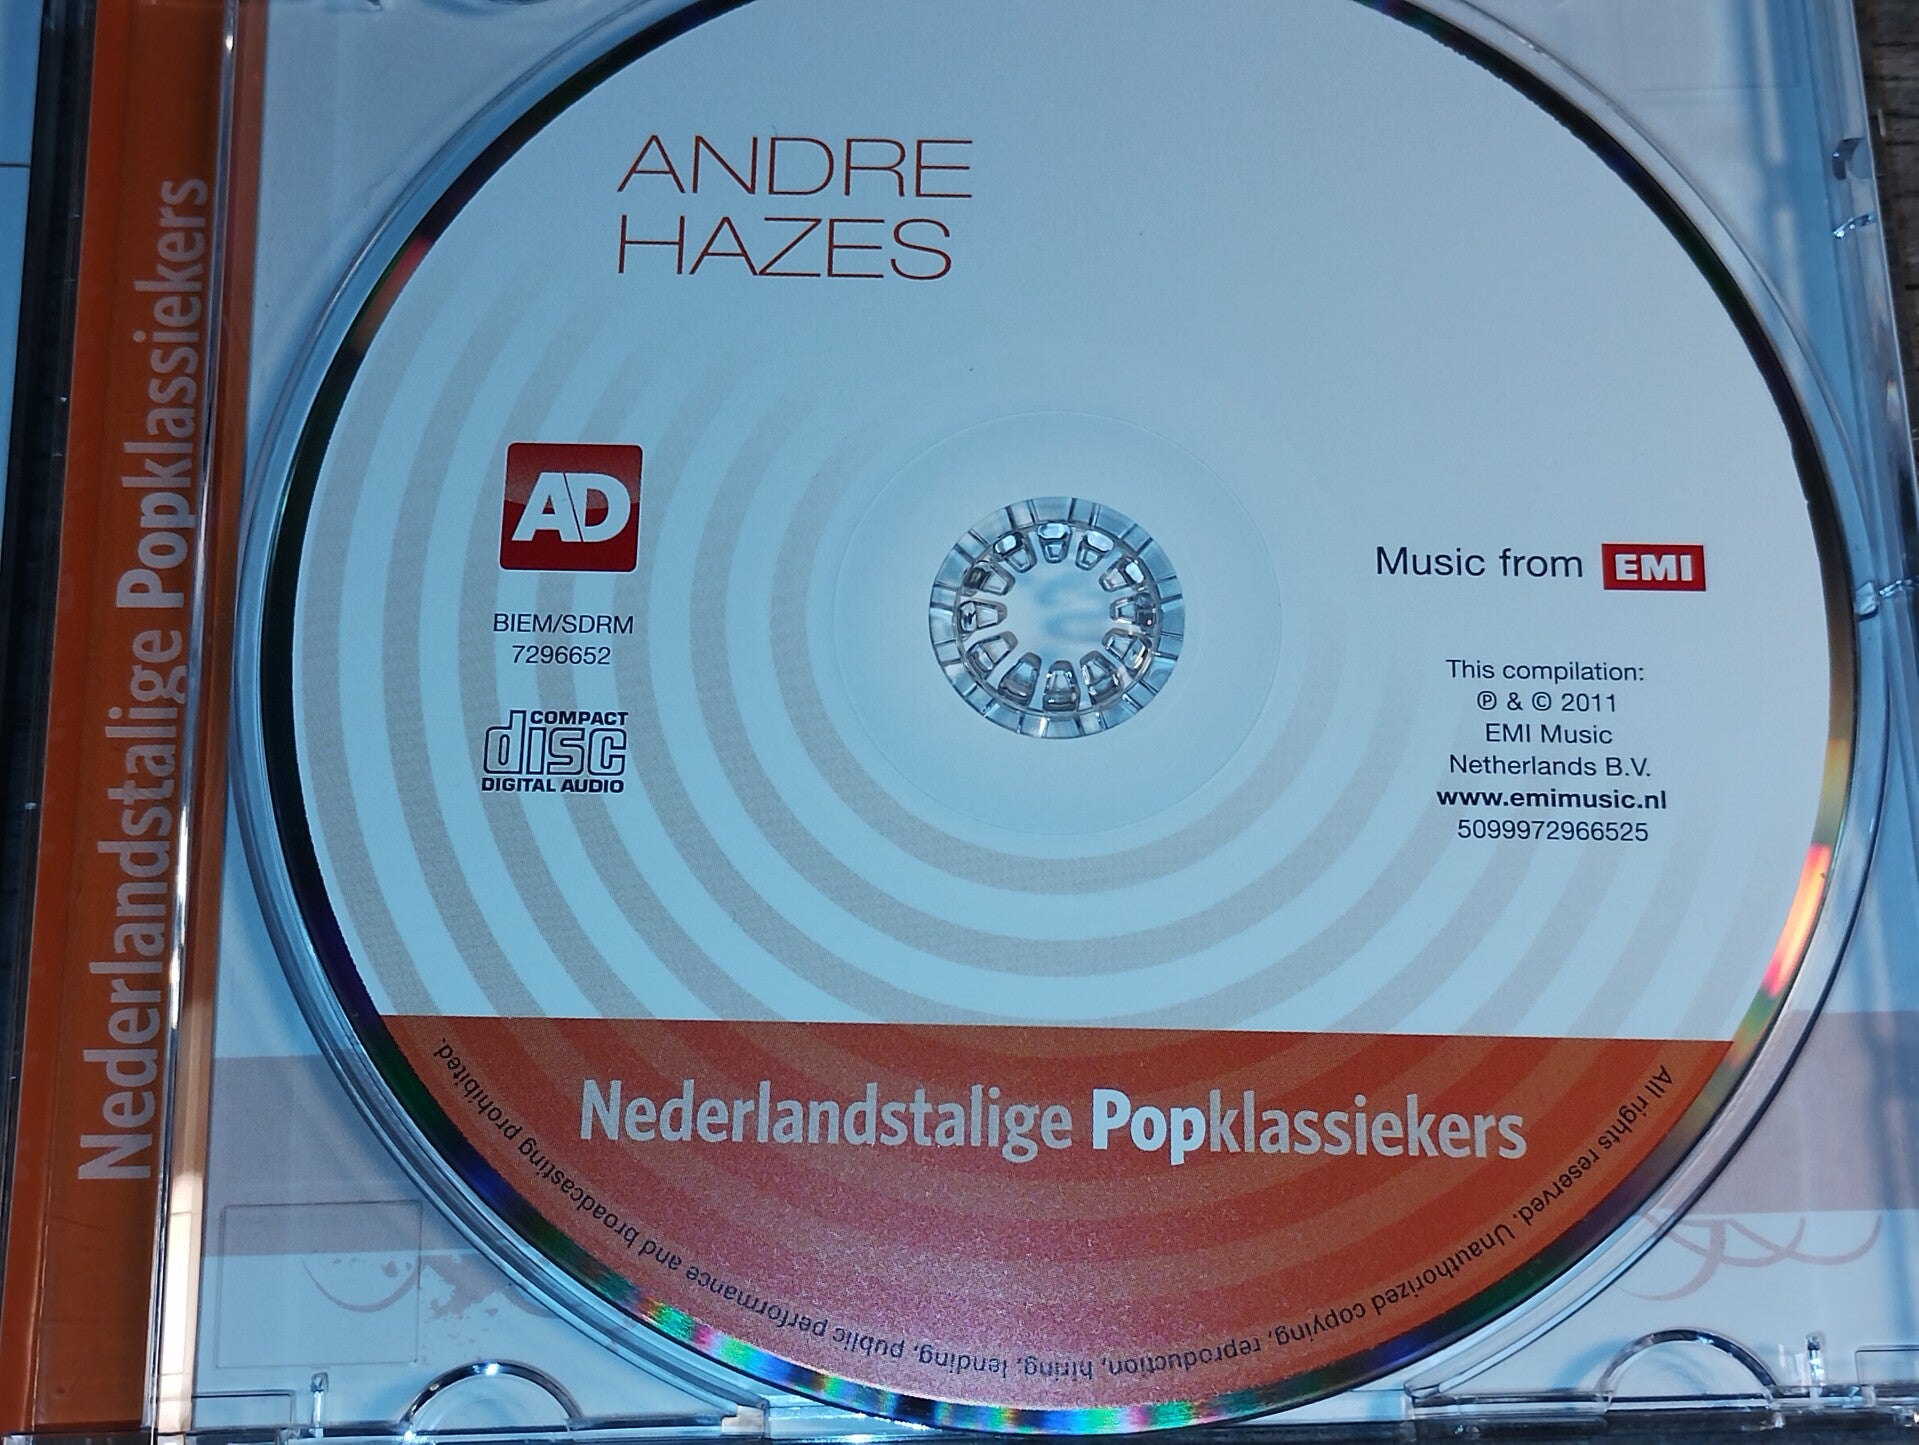 Nederlandstalige Popklassiekers
ANDRE
HAZES
AD
BIEM/SDRM
7296652
COMPACT
disc
DIGITAL AUDIO
Music from EMI
This compilation:
℗ & © 2011
EMI Music
Netherlands B.V.
www.emimusic.nl
5099972966525
Nederlandstalige Popklassiekers
All rights reserved. Unauthorized copying, reproduction, hiring, lending, public performance and broadcasting prohibited.